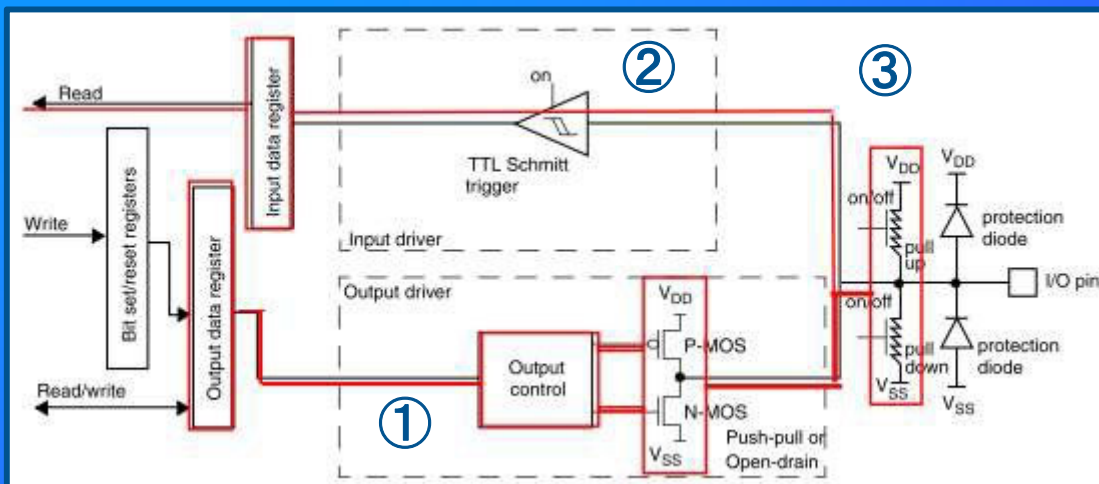 ②
③
on
Read
Input data register
TTL Schmitt
trigger
Input driver
Write
Bit set/reset registers
Output data register
Read/write
①
Output driver
VDD
P-MOS
Output
control
N-MOS
VSS
Push-pull or
Open-drain
VDD
on/off
pull
up
on/off
pull
down
VSS
VDD
protection
diode
I/O pin
protection
diode
VSS